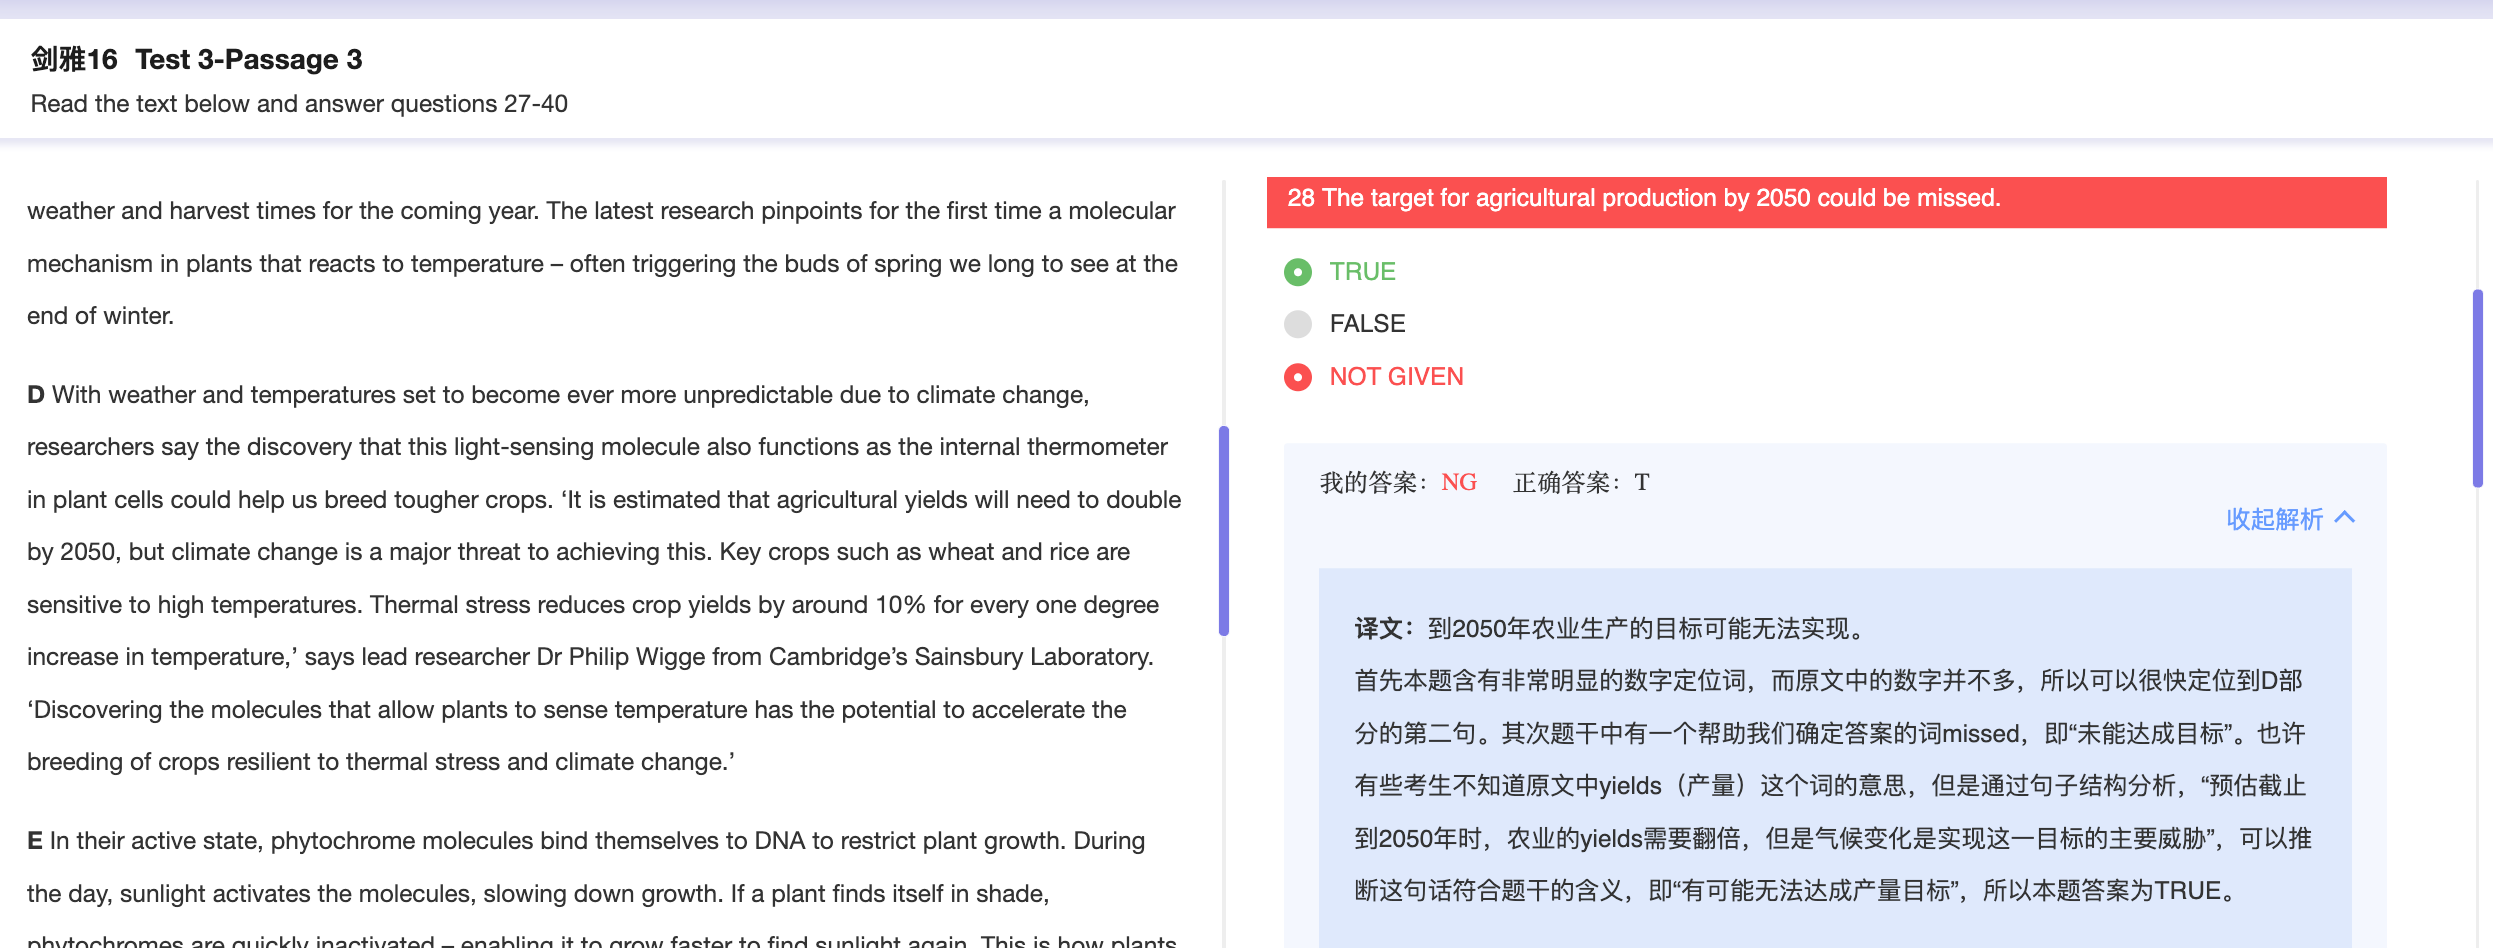 剑雅16 Test 3-Passage 3
Read the text below and answer questions 27-40
weather and harvest times for the coming year. The latest research pinpoints for the first time a molecular
mechanism in plants that reacts to temperature – often triggering the buds of spring we long to see at the
end of winter.
D With weather and temperatures set to become ever more unpredictable due to climate change,
researchers say the discovery that this light-sensing molecule also functions as the internal thermometer
in plant cells could help us breed tougher crops. ‘It is estimated that agricultural yields will need to double
by 2050, but climate change is a major threat to achieving this. Key crops such as wheat and rice are
sensitive to high temperatures. Thermal stress reduces crop yields by around 10% for every one degree
increase in temperature,’ says lead researcher Dr Philip Wigge from Cambridge’s Sainsbury Laboratory.
‘Discovering the molecules that allow plants to sense temperature has the potential to accelerate the
breeding of crops resilient to thermal stress and climate change.’
E In their active state, phytochrome molecules bind themselves to DNA to restrict plant growth. During
the day, sunlight activates the molecules, slowing down growth. If a plant finds itself in shade,
phytochromes are quickly inactivated – enabling it to grow faster to find sunlight again. This is how plants
28 The target for agricultural production by 2050 could be missed.
TRUE
FALSE
NOT GIVEN
我的答案：NG 正确答案：T
收起解析
译文：到2050年农业生产的目标可能无法实现。
首先本题含有非常明显的数字定位词，而原文中的数字并不多，所以可以很快定位到D部
分的第二句。其次题干中有一个帮助我们确定答案的词missed，即“未能达成目标”。也许
有些考生不知道原文中yields（产量）这个词的意思，但是通过句子结构分析，“预估截止
到2050年时，农业的yields需要翻倍，但是气候变化是实现这一目标的主要威胁”，可以推
断这句话符合题干的含义，即“有可能无法达成产量目标”，所以本题答案为TRUE。